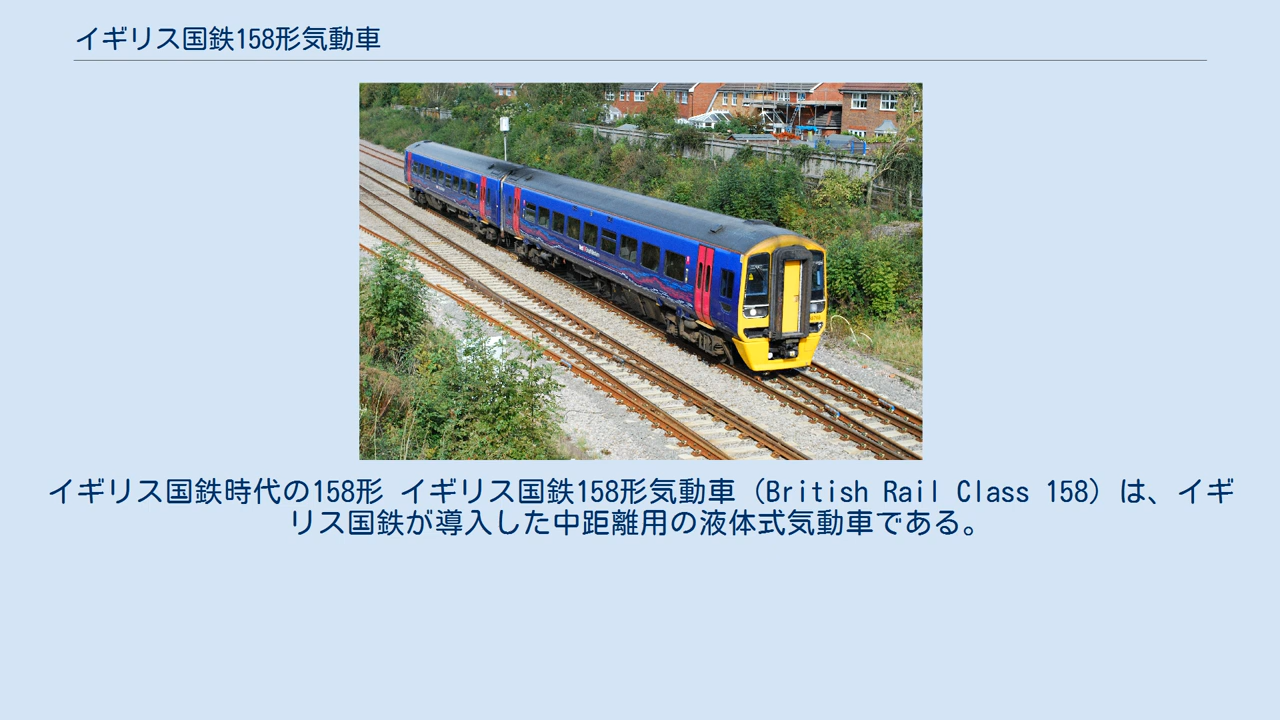 イギリス国鉄158形気動車
イギリス国鉄時代の158形 イギリス国鉄158形気動車（British Rail Class 158）は、イギ
リス国鉄が導入した中距離用の液体式気動車である。